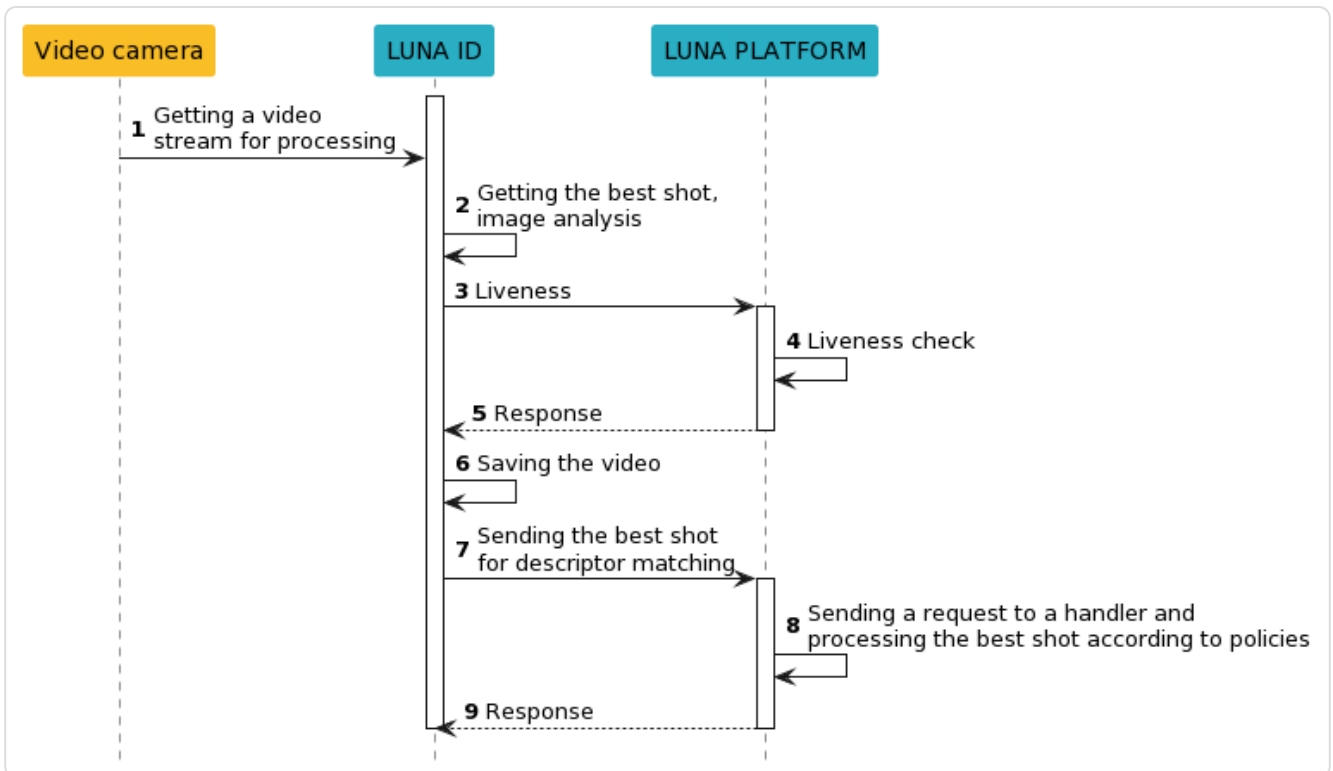 Video camera
LUNA ID
LUNA PLATFORM
1 Getting a video
stream for processing
2 Getting the best shot,
image analysis
3 Liveness
4 Liveness check
5 Response
6 Saving the video
7 Sending the best shot
for descriptor matching
8 Sending a request to a handler and
processing the best shot according to policies
9 Response